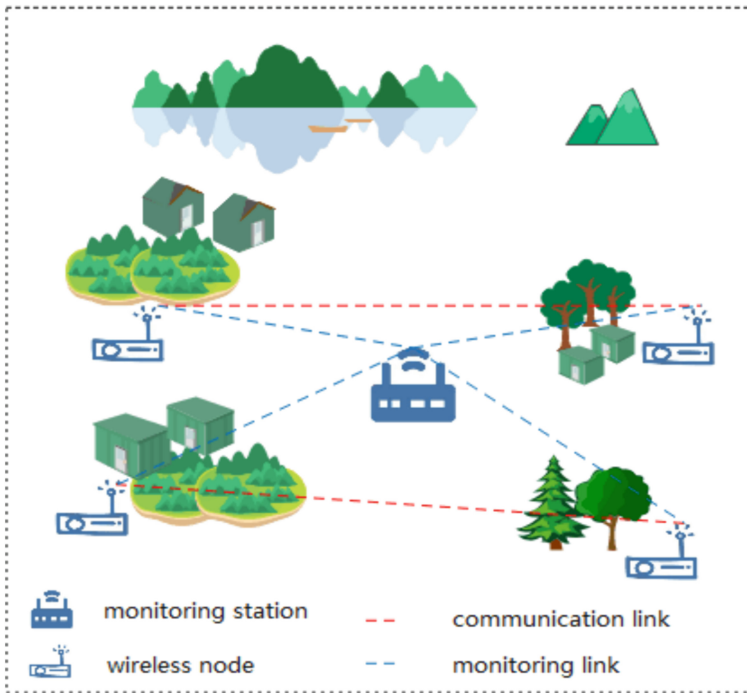 monitoring station
communication link
wireless node
monitoring link